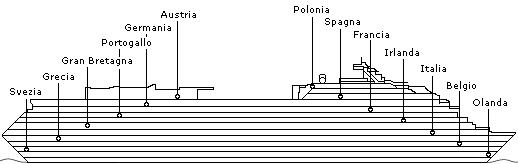 Polonia
Austria
Spagna
Germania
Francia
Portogallo
Irlanda
Gran Bretagna
Italia
Grecia
Belgio
Svezia
Olanda